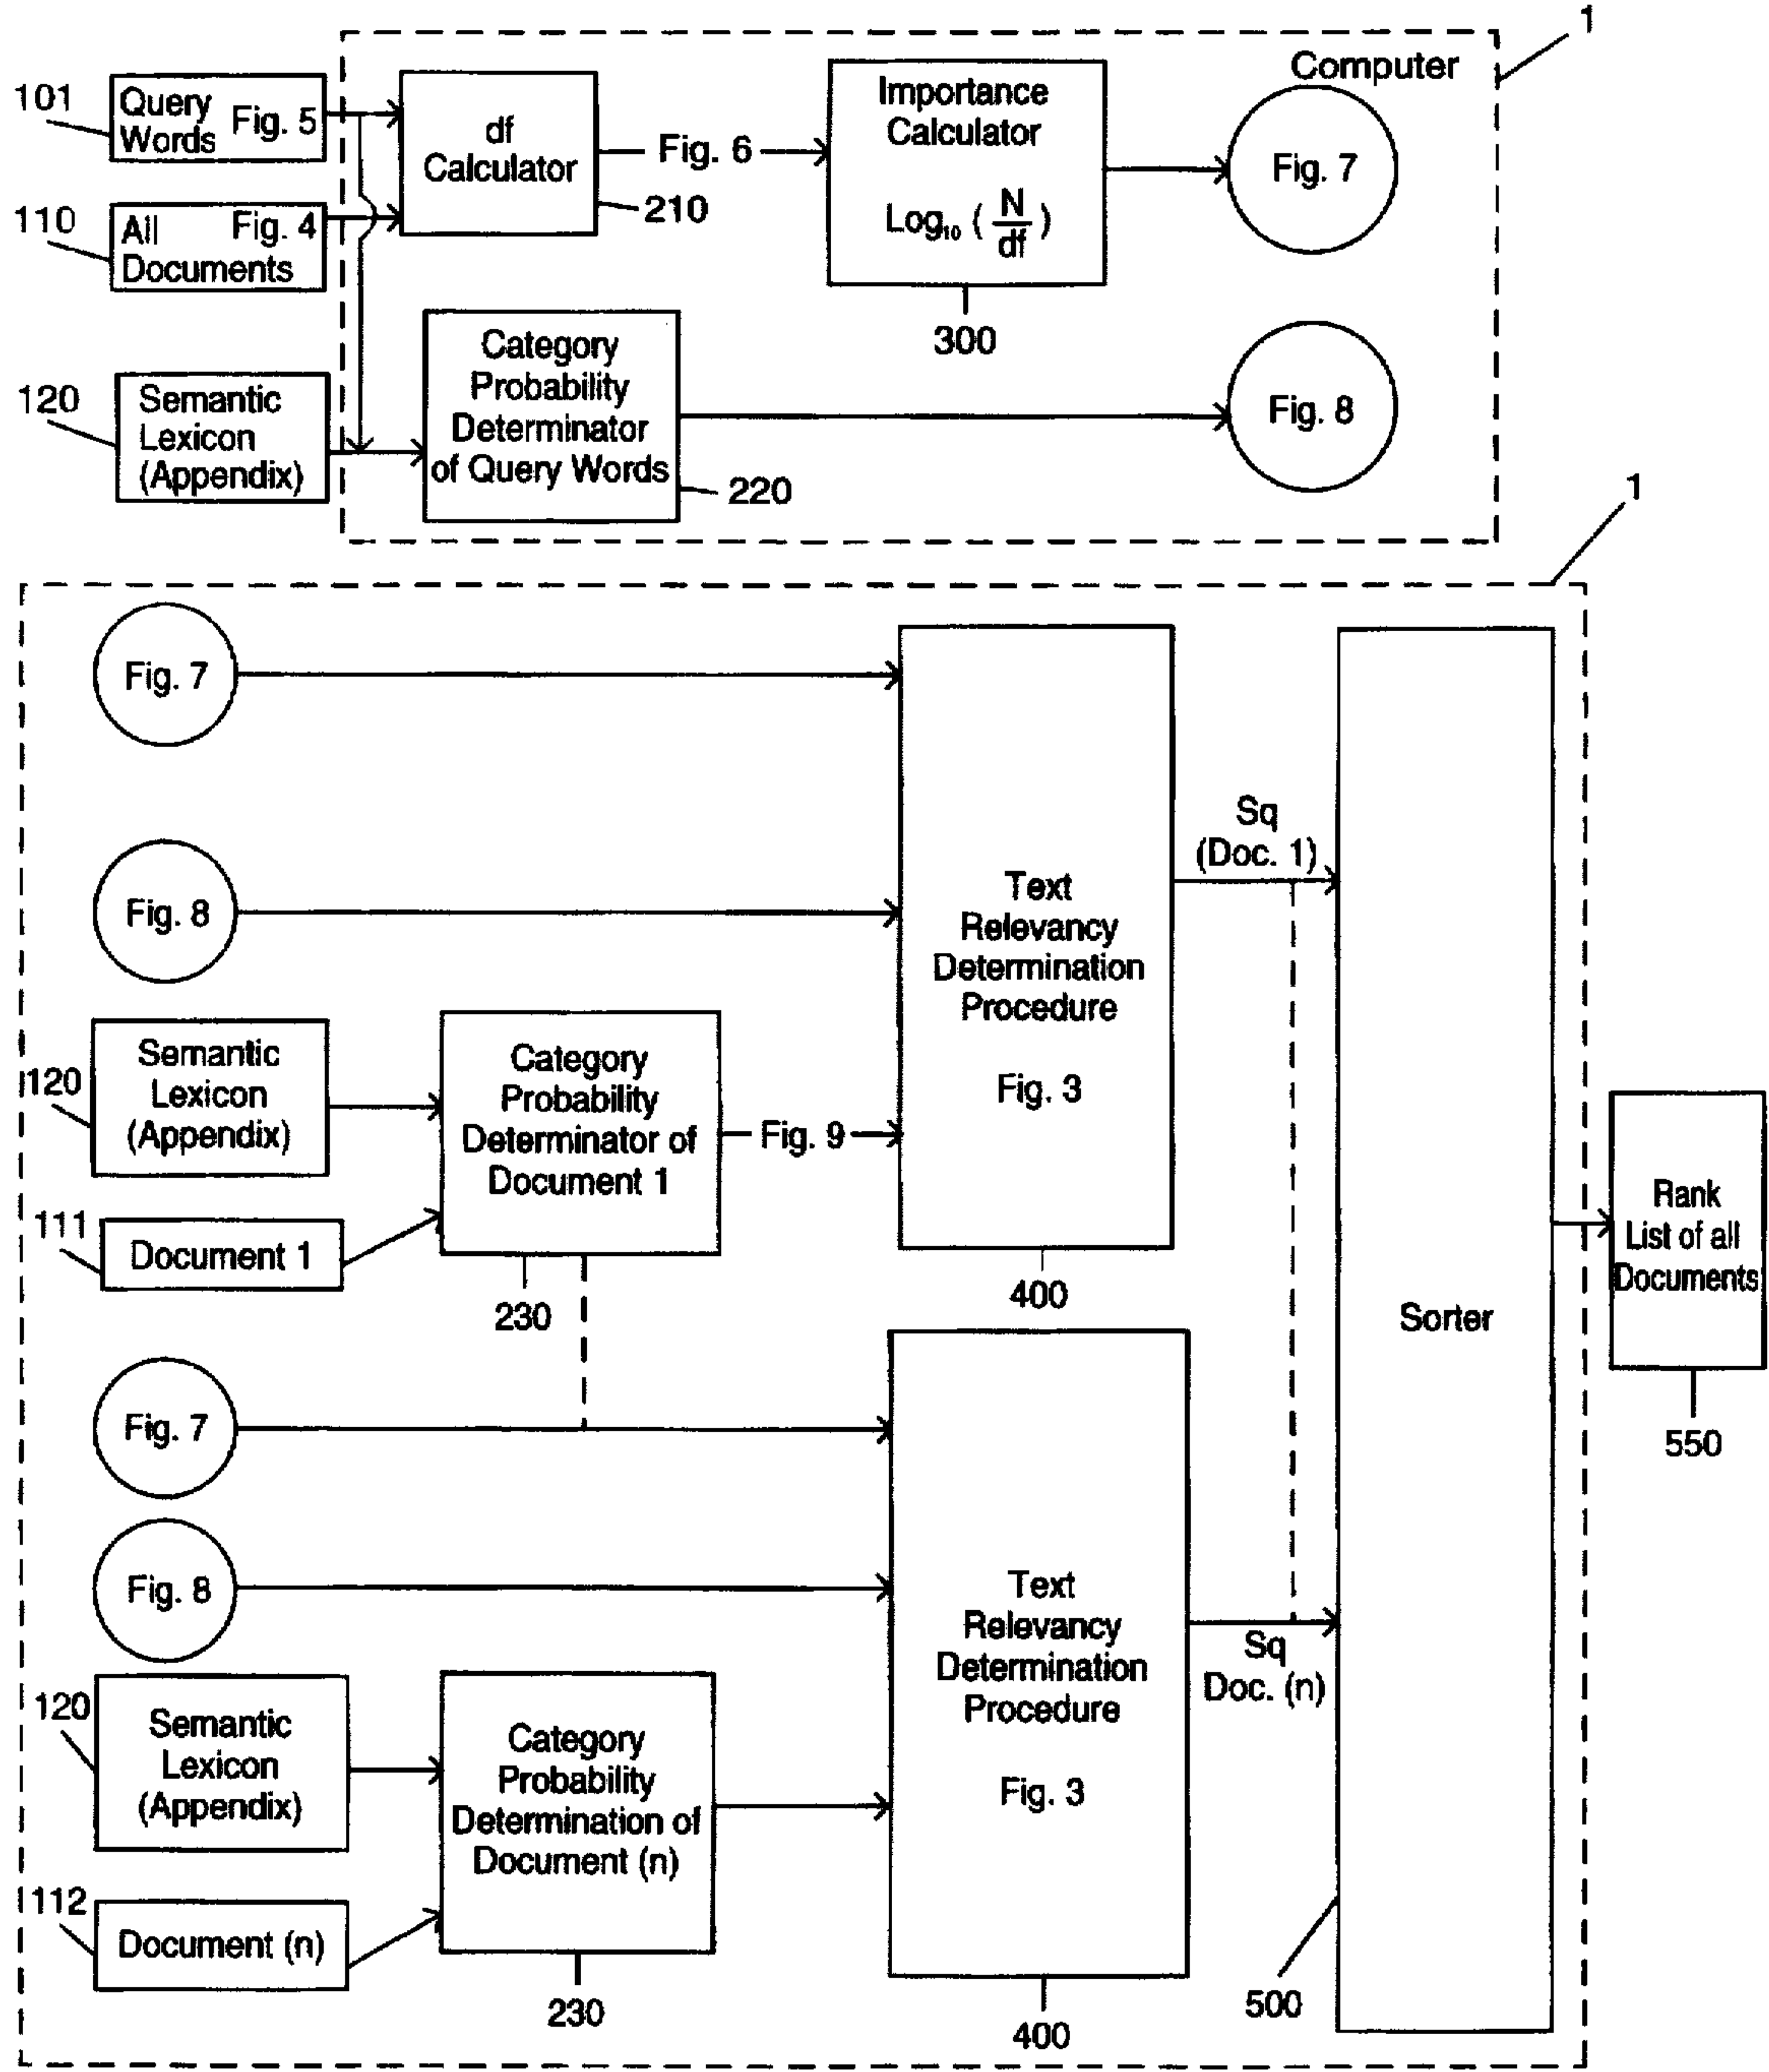 1
Computer
101
Query
Words
Fig. 5
110
All
Documents
Fig. 4
df
Calculator
210
Fig. 6
Importance
Calculator
Log10 ( N/df )
300
Fig. 7
120
Semantic
Lexicon
(Appendix)
Category
Probability
Determinator
of Query Words
220
Fig. 8
1
Fig. 7
Fig. 8
120
Semantic
Lexicon
(Appendix)
111
Document 1
Category
Probability
Determinator of
Document 1
230
Fig. 9
Text
Relevancy
Determination
Procedure
Fig. 3
400
Sq
(Doc. 1)
Fig. 7
Fig. 8
120
Semantic
Lexicon
(Appendix)
112
Document (n)
Category
Probability
Determination of
Document (n)
230
Text
Relevancy
Determination
Procedure
Fig. 3
400
Sq
Doc. (n)
Sorter
500
Rank
List of all
Documents
550